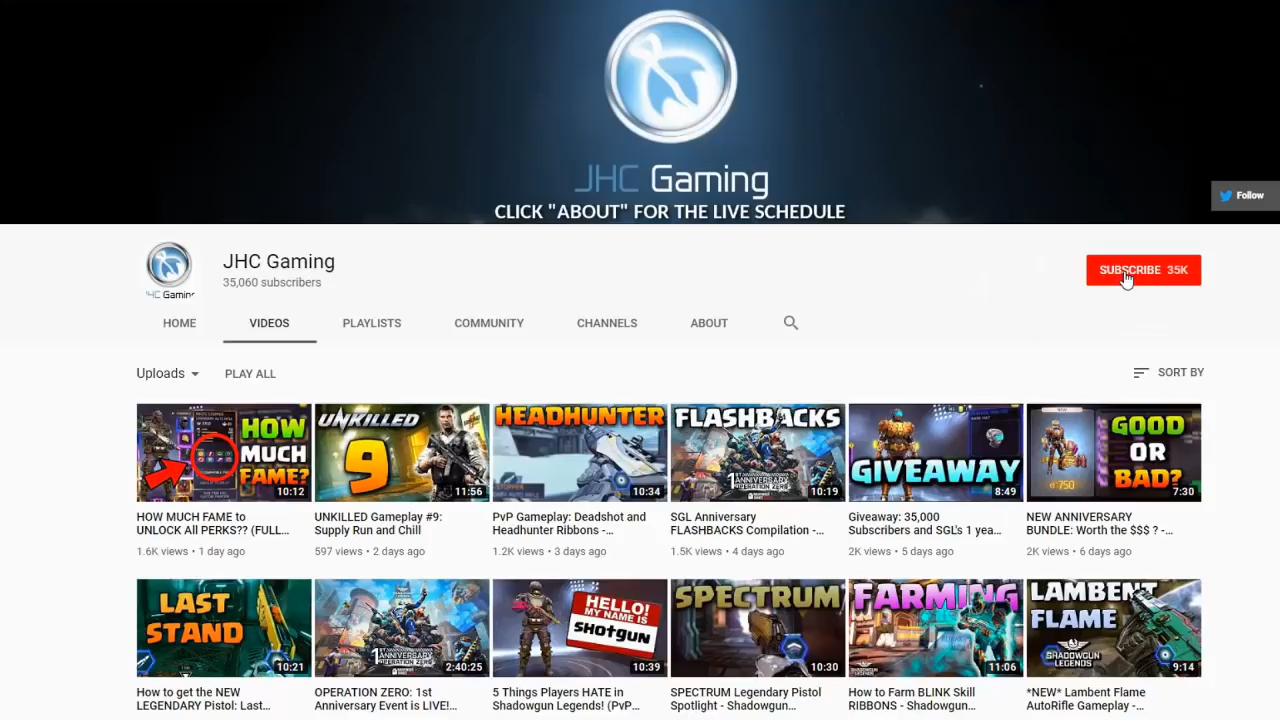 JHC Gaming
CLICK "ABOUT" FOR THE LIVE SCHEDULE
Follow
JHC Gaming
35,060 subscribers
SUBSCRIBE 35K
HOME VIDEOS PLAYLISTS COMMUNITY CHANNELS ABOUT
Uploads PLAY ALL SORT BY
HOW
MUCH
FAME?
10:12
HOW MUCH FAME to
UNLOCK All PERKS?? (FULL...
1.6K views • 1 day ago
UNKILLED
9
11:56
UNKILLED Gameplay #9:
Supply Run and Chill
597 views • 2 days ago
HEADHUNTER
10:34
PvP Gameplay: Deadshot and
Headhunter Ribbons -...
1.2K views • 3 days ago
FLASHBACKS
1ST ANNIVERSARY
OPERATION ZERO
10:19
SGL Anniversary
FLASHBACKS Compilation -...
1.5K views • 4 days ago
GIVEAWAY
8:49
Giveaway: 35,000
Subscribers and SGL's 1 yea...
2K views • 5 days ago
GOOD
OR
BAD?
750
7:30
NEW ANNIVERSARY
BUNDLE: Worth the $$$ ? -...
2K views • 6 days ago
LAST
STAND
10:21
How to get the NEW
LEGENDARY Pistol: Last...
1ST ANNIVERSARY
OPERATION ZERO
2:40:25
OPERATION ZERO: 1st
Anniversary Event is LIVE!...
HELLO!
MY NAME IS
SHOTGUN
10:39
5 Things Players HATE in
Shadowgun Legends! (PvP...
SPECTRUM
10:30
SPECTRUM Legendary Pistol
Spotlight - Shadowgun...
FARMING
11:06
How to Farm BLINK Skill
RIBBONS - Shadowgun...
LAMBENT
FLAME
SHADOWGUN
LEGENDS
9:14
*NEW* Lambent Flame
AutoRifle Gameplay -...